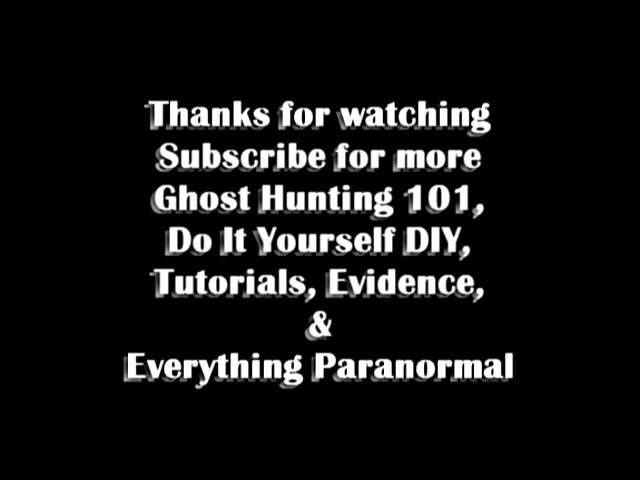 Thanks for watching
Subscribe for more
Ghost Hunting 101,
Do It Yourself DIY,
Tutorials, Evidence,
&
Everything Paranormal